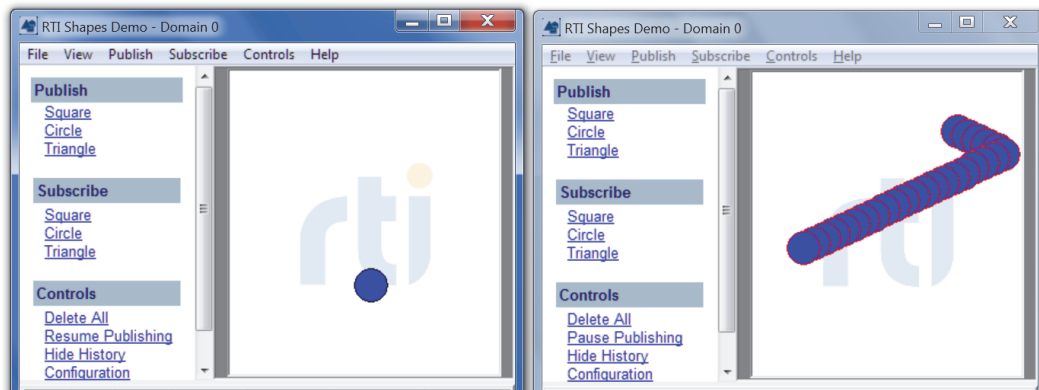 RTI Shapes Demo - Domain 0
File View Publish Subscribe Controls Help
Publish
Square
Circle
Triangle
Subscribe
Square
Circle
Triangle
Controls
Delete All
Resume Publishing
Hide History
Configuration
rti
RTI Shapes Demo - Domain 0
File View Publish Subscribe Controls Help
Publish
Square
Circle
Triangle
Subscribe
Square
Circle
Triangle
Controls
Delete All
Pause Publishing
Hide History
Configuration
rti